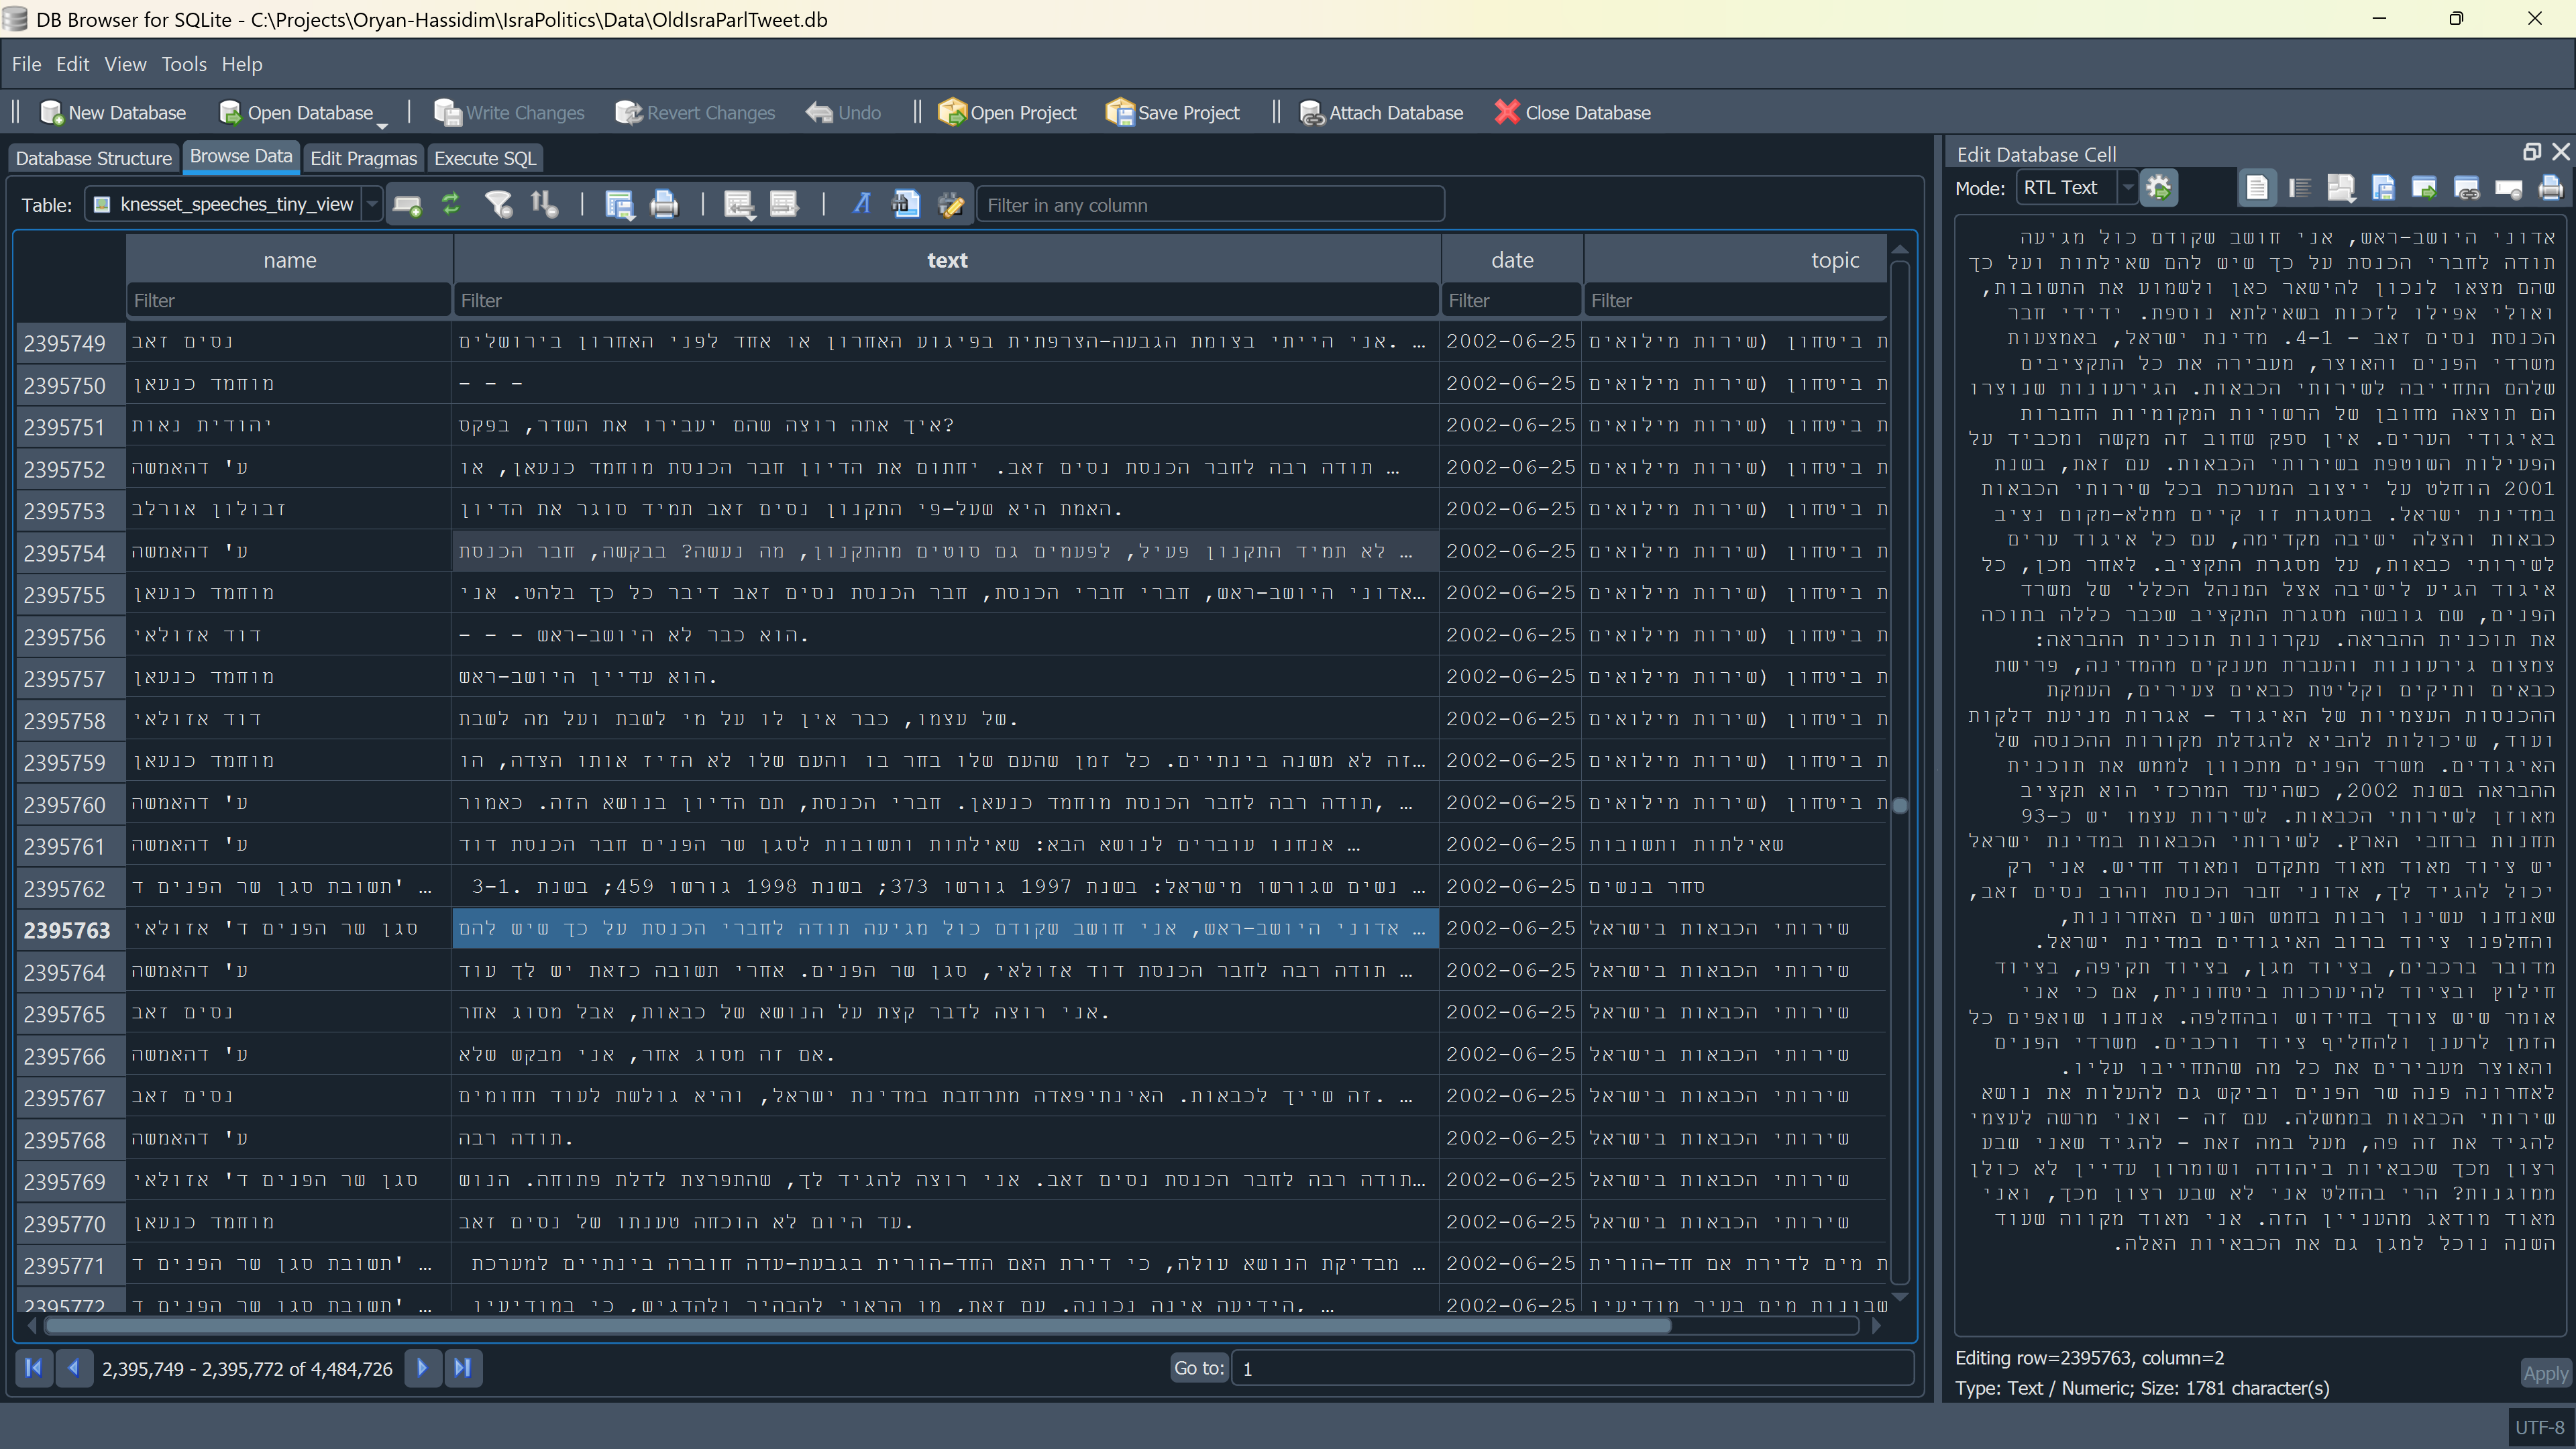 DB Browser for SQLite - C:\Projects\Oryan-Hassidim\IsraPolitics\Data\OldIsraParlTweet.db
File Edit View Tools Help
New Database Open Database Write Changes Revert Changes Undo Open Project Save Project Attach Database Close Database
Database Structure Browse Data Edit Pragmas Execute SQL
Table: knesset_speeches_tiny_view Filter in any column
name text date topic
Filter Filter Filter Filter
2395749 נסים זאב אני הייתי בצומת הגבעה-הצרפתית בפיגוע האחרון או אחד לפני האחרון בירושלים. … 2002-06-25 ת ביטחון (שירות מילואים
2395750 מוחמד כנעאן - - - 2002-06-25 ת ביטחון (שירות מילואים
2395751 יהודית נאות איך אתה רוצה שהם יעבירו את השדר, בפקס? 2002-06-25 ת ביטחון (שירות מילואים
2395752 ע' דהאמשה תודה רבה לחבר הכנסת נסים זאב. יחתום את הדיון חבר הכנסת מוחמד כנעאן, או … 2002-06-25 ת ביטחון (שירות מילואים
2395753 זבולון אורלב האמת היא שעל-פי התקנון נסים זאב תמיד סוגר את הדיון. 2002-06-25 ת ביטחון (שירות מילואים
2395754 ע' דהאמשה לא תמיד התקנון פעיל, לפעמים גם סוטים מהתקנון, מה נעשה? בבקשה, חבר הכנסת … 2002-06-25 ת ביטחון (שירות מילואים
2395755 מוחמד כנעאן אדוני היושב-ראש, חברי חברי הכנסת, חבר הכנסת נסים זאב דיבר כל כך בלהט. אני… 2002-06-25 ת ביטחון (שירות מילואים
2395756 דוד אזולאי הוא כבר לא היושב-ראש - - -. 2002-06-25 ת ביטחון (שירות מילואים
2395757 מוחמד כנעאן הוא עדיין היושב-ראש. 2002-06-25 ת ביטחון (שירות מילואים
2395758 דוד אזולאי של עצמו, כבר אין לו על מי לשבת ועל מה לשבת. 2002-06-25 ת ביטחון (שירות מילואים
2395759 מוחמד כנעאן זה לא משנה בינתיים. כל זמן שהעם שלו בחר בו והעם שלו לא הזיז אותו הצדה, הו… 2002-06-25 ת ביטחון (שירות מילואים
2395760 ע' דהאמשה תודה רבה לחבר הכנסת מוחמד כנעאן. חברי הכנסת, תם הדיון בנושא הזה. כאמור, … 2002-06-25 ת ביטחון (שירות מילואים
2395761 ע' דהאמשה אנחנו עוברים לנושא הבא: שאילתות ותשובות לסגן שר הפנים חבר הכנסת דוד … 2002-06-25 שאילתות ותשובות
2395762 תשובת סגן שר הפנים ד' … 3-1. נשים שגורשו מישראל: בשנת 1997 גורשו 373; בשנת 1998 גורשו 459; בשנת … 2002-06-25 סחר בנשים
2395763 סגן שר הפנים ד' אזולאי אדוני היושב-ראש, אני חושב שקודם כול מגיעה תודה לחברי הכנסת על כך שיש להם … 2002-06-25 שירותי הכבאות בישראל
2395764 ע' דהאמשה תודה רבה לחבר הכנסת דוד אזולאי, סגן שר הפנים. אחרי תשובה כזאת יש לך עוד … 2002-06-25 שירותי הכבאות בישראל
2395765 נסים זאב אני רוצה לדבר קצת על הנושא של כבאות, אבל מסוג אחר. 2002-06-25 שירותי הכבאות בישראל
2395766 ע' דהאמשה אם זה מסוג אחר, אני מבקש שלא. 2002-06-25 שירותי הכבאות בישראל
2395767 נסים זאב זה שייך לכבאות. האינתיפאדה מתרחבת במדינת ישראל, והיא גולשת לעוד תחומים. … 2002-06-25 שירותי הכבאות בישראל
2395768 ע' דהאמשה תודה רבה. 2002-06-25 שירותי הכבאות בישראל
2395769 סגן שר הפנים ד' אזולאי תודה רבה לחבר הכנסת נסים זאב. אני רוצה להגיד לך, שהתפרצת לדלת פתוחה. הנוש… 2002-06-25 שירותי הכבאות בישראל
2395770 מוחמד כנעאן עד היום לא הוכחה טענתו של נסים זאב. 2002-06-25 שירותי הכבאות בישראל
2395771 תשובת סגן שר הפנים ד' … מבדיקת הנושא עולה, כי דירת האם החד-הורית בגבעת-עדה חוברה בינתיים למערכת … 2002-06-25 ת מים לדירת אם חד-הורית
2395772 תשובת סגן שר הפנים ד' … הידיעה אינה נכונה. עם זאת, מן הראוי להבהיר ולהדגיש, כי במודיעין, … 2002-06-25 שבונות מים בעיר מודיעין
2,395,749 - 2,395,772 of 4,484,726 Go to: 1
Edit Database Cell
Mode: RTL Text
אדוני היושב-ראש, אני חושב שקודם כול מגיעה
תודה לחברי הכנסת על כך שיש להם שאילתות ועל כך
שהם מצאו לנכון להישאר כאן ולשמוע את התשובות,
ואולי אפילו לזכות בשאילתא נוספת. ידידי חבר
הכנסת נסים זאב - 4-1. מדינת ישראל, באמצעות
משרדי הפנים והאוצר, מעבירה את כל התקציבים
שלהם התחייבה לשירותי הכבאות. הגירעונות שנוצרו
הם תוצאה מחובן של הרשויות המקומיות החברות
באיגודי הערים. אין ספק שחוב זה מקשה ומכביד על
הפעילות השוטפת בשירותי הכבאות. עם זאת, בשנת
2001 הוחלט על ייצוב המערכת בכל שירותי הכבאות
במדינת ישראל. במסגרת זו קיים ממלא-מקום נציב
כבאות והצלה ישיבה מקדימה, עם כל איגוד ערים
לשירותי כבאות, על מסגרת התקציב. לאחר מכן, כל
איגוד הגיע לישיבה אצל המנהל הכללי של משרד
הפנים, שם גובשה מסגרת התקציב שכבר כללה בתוכה
את תוכנית ההבראה. עקרונות תוכנית ההבראה:
צמצום גירעונות והעברת מענקים מהמדינה, פרישת
כבאים ותיקים וקליטת כבאים צעירים, העמקת
ההכנסות העצמיות של האיגוד - אגרות מניעת דלקות
ועוד, שיכולות להביא להגדלת מקורות ההכנסה של
האיגודים. משרד הפנים מתכוון לממש את תוכנית
ההבראה בשנת 2002, כשהיעד המרכזי הוא תקציב
מאוזן לשירותי הכבאות. לשירות עצמו יש כ-93
תחנות ברחבי הארץ. לשירותי הכבאות במדינת ישראל
יש ציוד מאוד מאוד מתקדם ומאוד חדיש. אני רק
יכול להגיד לך, אדוני חבר הכנסת והרב נסים זאב,
שאנחנו עשינו רבות בחמש השנים האחרונות,
והחלפנו ציוד ברוב האיגודים במדינת ישראל.
מדובר ברכבים, בציוד מגן, בציוד תקיפה, בציוד
חילוץ ובציוד להיערכות ביטחונית, אם כי אני
אומר שיש צורך בחידוש ובהחלפה. אנחנו שואפים כל
הזמן לרענן ולהחליף ציוד ורכבים. משרדי הפנים
והאוצר מעבירים את כל מה שהתחייבו עליו.
לאחרונה פנה שר הפנים וביקש גם להעלות את נושא
שירותי הכבאות בממשלה. עם זה - ואני מרשה לעצמי
להגיד את זה פה, מעל במה זאת - להגיד שאני שבע
רצון מכך שכבאיות ביהודה ושומרון עדיין לא כולן
ממוגנות? הרי בהחלט אני לא שבע רצון מכך, ואני
מאוד מודאג מהעניין הזה. אני מאוד מקווה שעוד
השנה נוכל למגן גם את הכבאיות האלה.
Editing row=2395763, column=2
Type: Text / Numeric; Size: 1781 character(s)
Apply
UTF-8